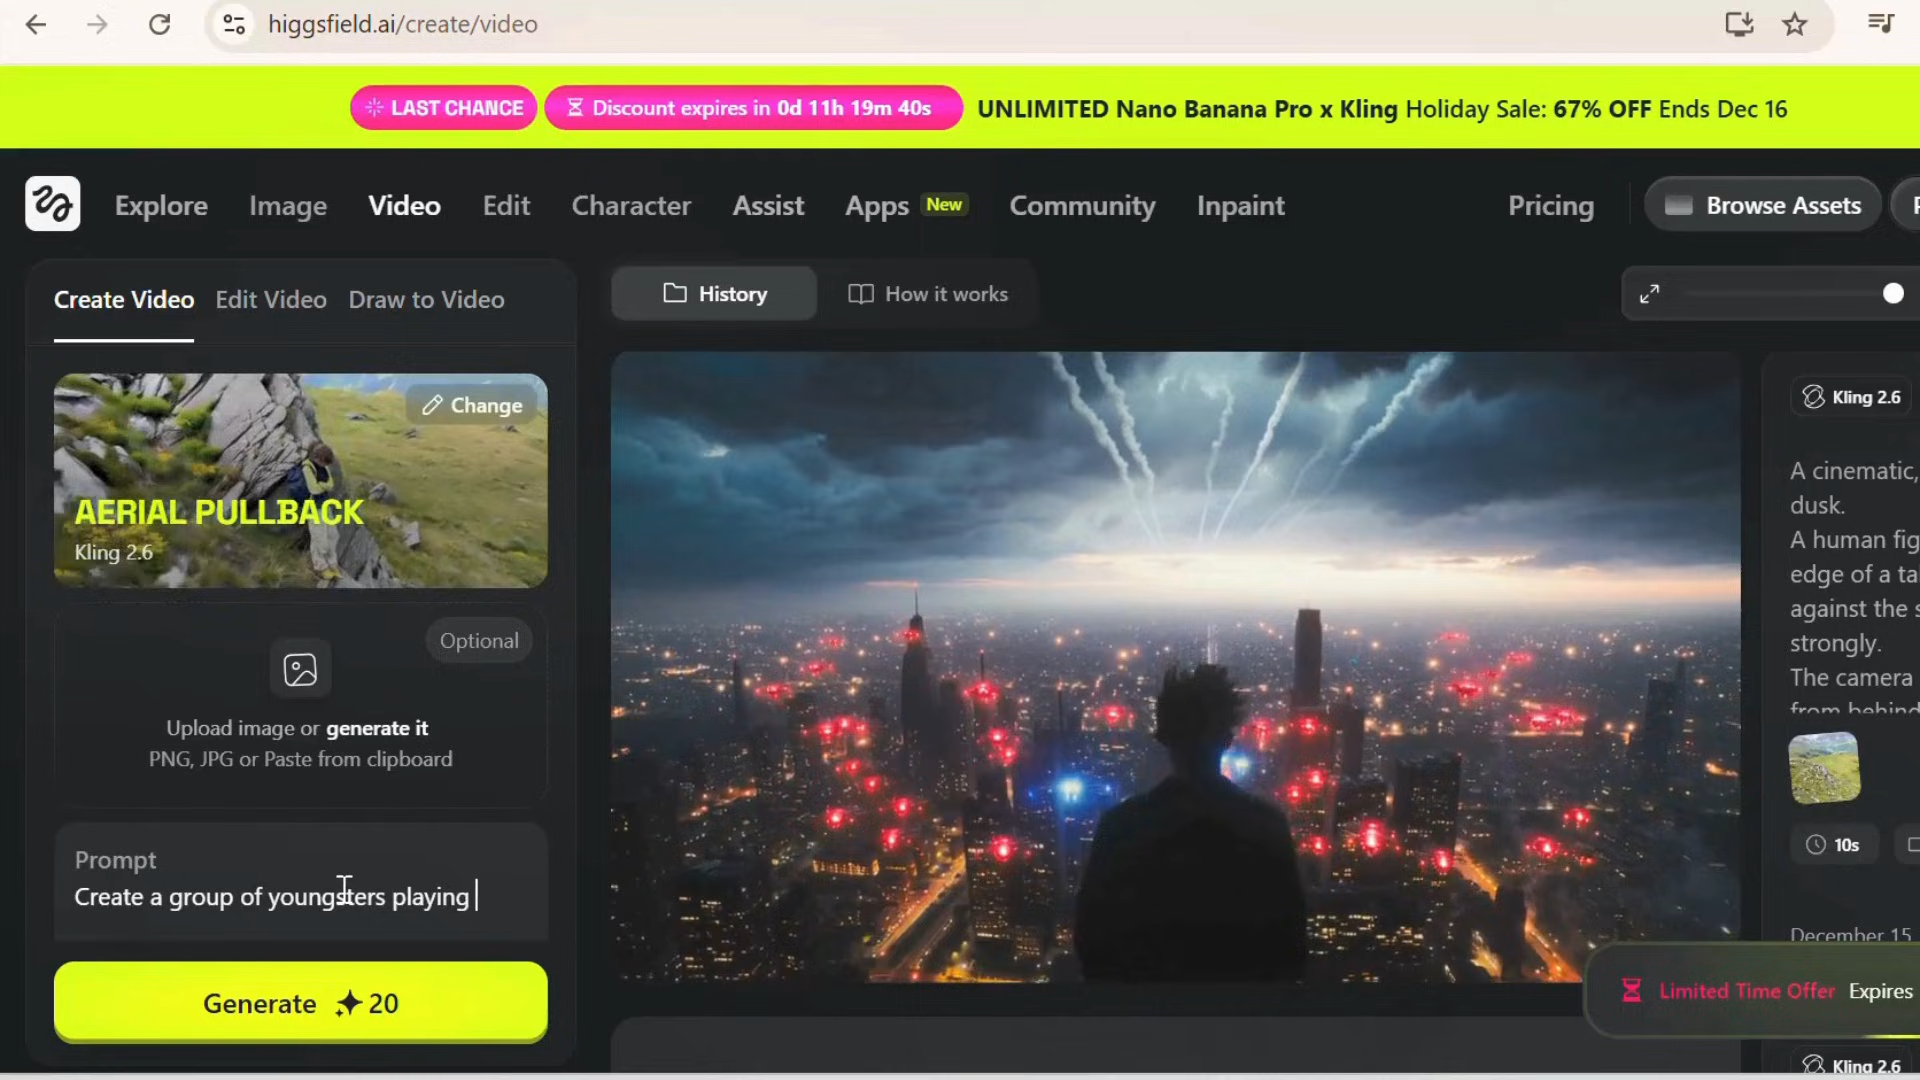 higgsfield.ai/create/video
LAST CHANCE
Discount expires in 0d 11h 19m 40s
UNLIMITED Nano Banana Pro x Kling Holiday Sale: 67% OFF Ends Dec 16
Explore
Image
Video
Edit
Character
Assist
Apps
New
Community
Inpaint
Pricing
Browse Assets
Create Video
Edit Video
Draw to Video
History
How it works
Change
AERIAL PULLBACK
Kling 2.6
Optional
Upload image or generate it
PNG, JPG or Paste from clipboard
Prompt
Create a group of youngsters playing
Generate 20
Kling 2.6
A cinematic,
dusk.
A human fig
edge of a ta
against the s
strongly.
The camera
from behind
10s
December 15
Limited Time Offer Expires
Kling 2.6